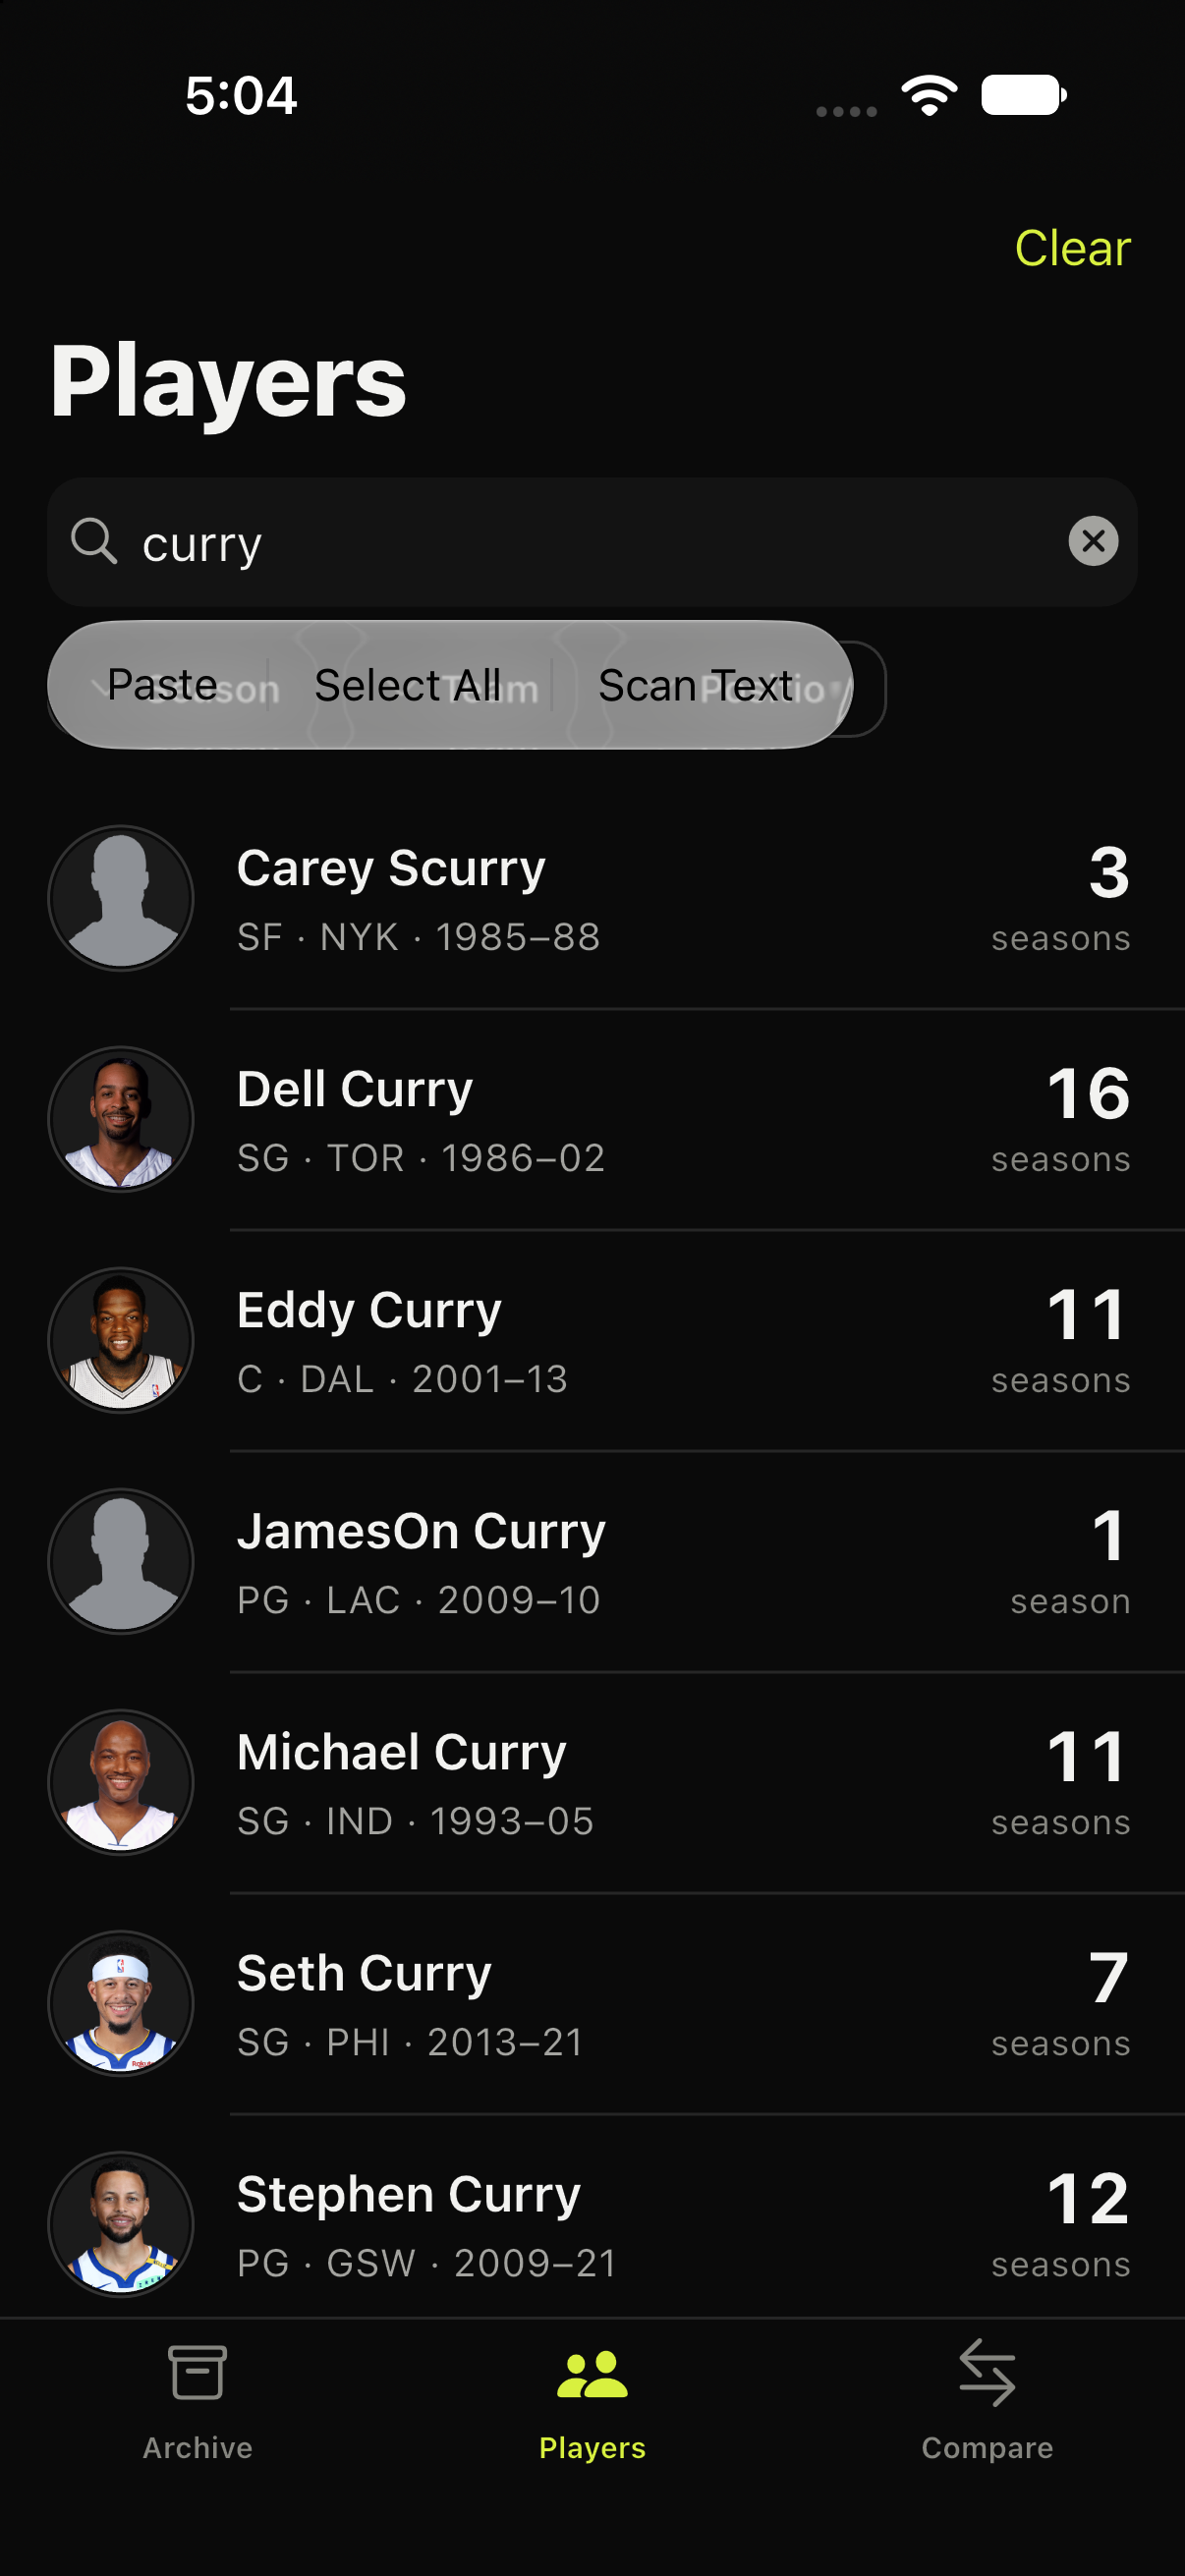 5:04
Clear
Players
curry
Paste Select All Scan Text
Season Team
Carey Scurry
3
SF · NYK · 1985–88
seasons
Dell Curry
16
SG · TOR · 1986–02
seasons
Eddy Curry
11
C · DAL · 2001–13
seasons
JamesOn Curry
1
PG · LAC · 2009–10
season
Michael Curry
11
SG · IND · 1993–05
seasons
Seth Curry
7
SG · PHI · 2013–21
seasons
Stephen Curry
12
PG · GSW · 2009–21
seasons
Archive Players Compare